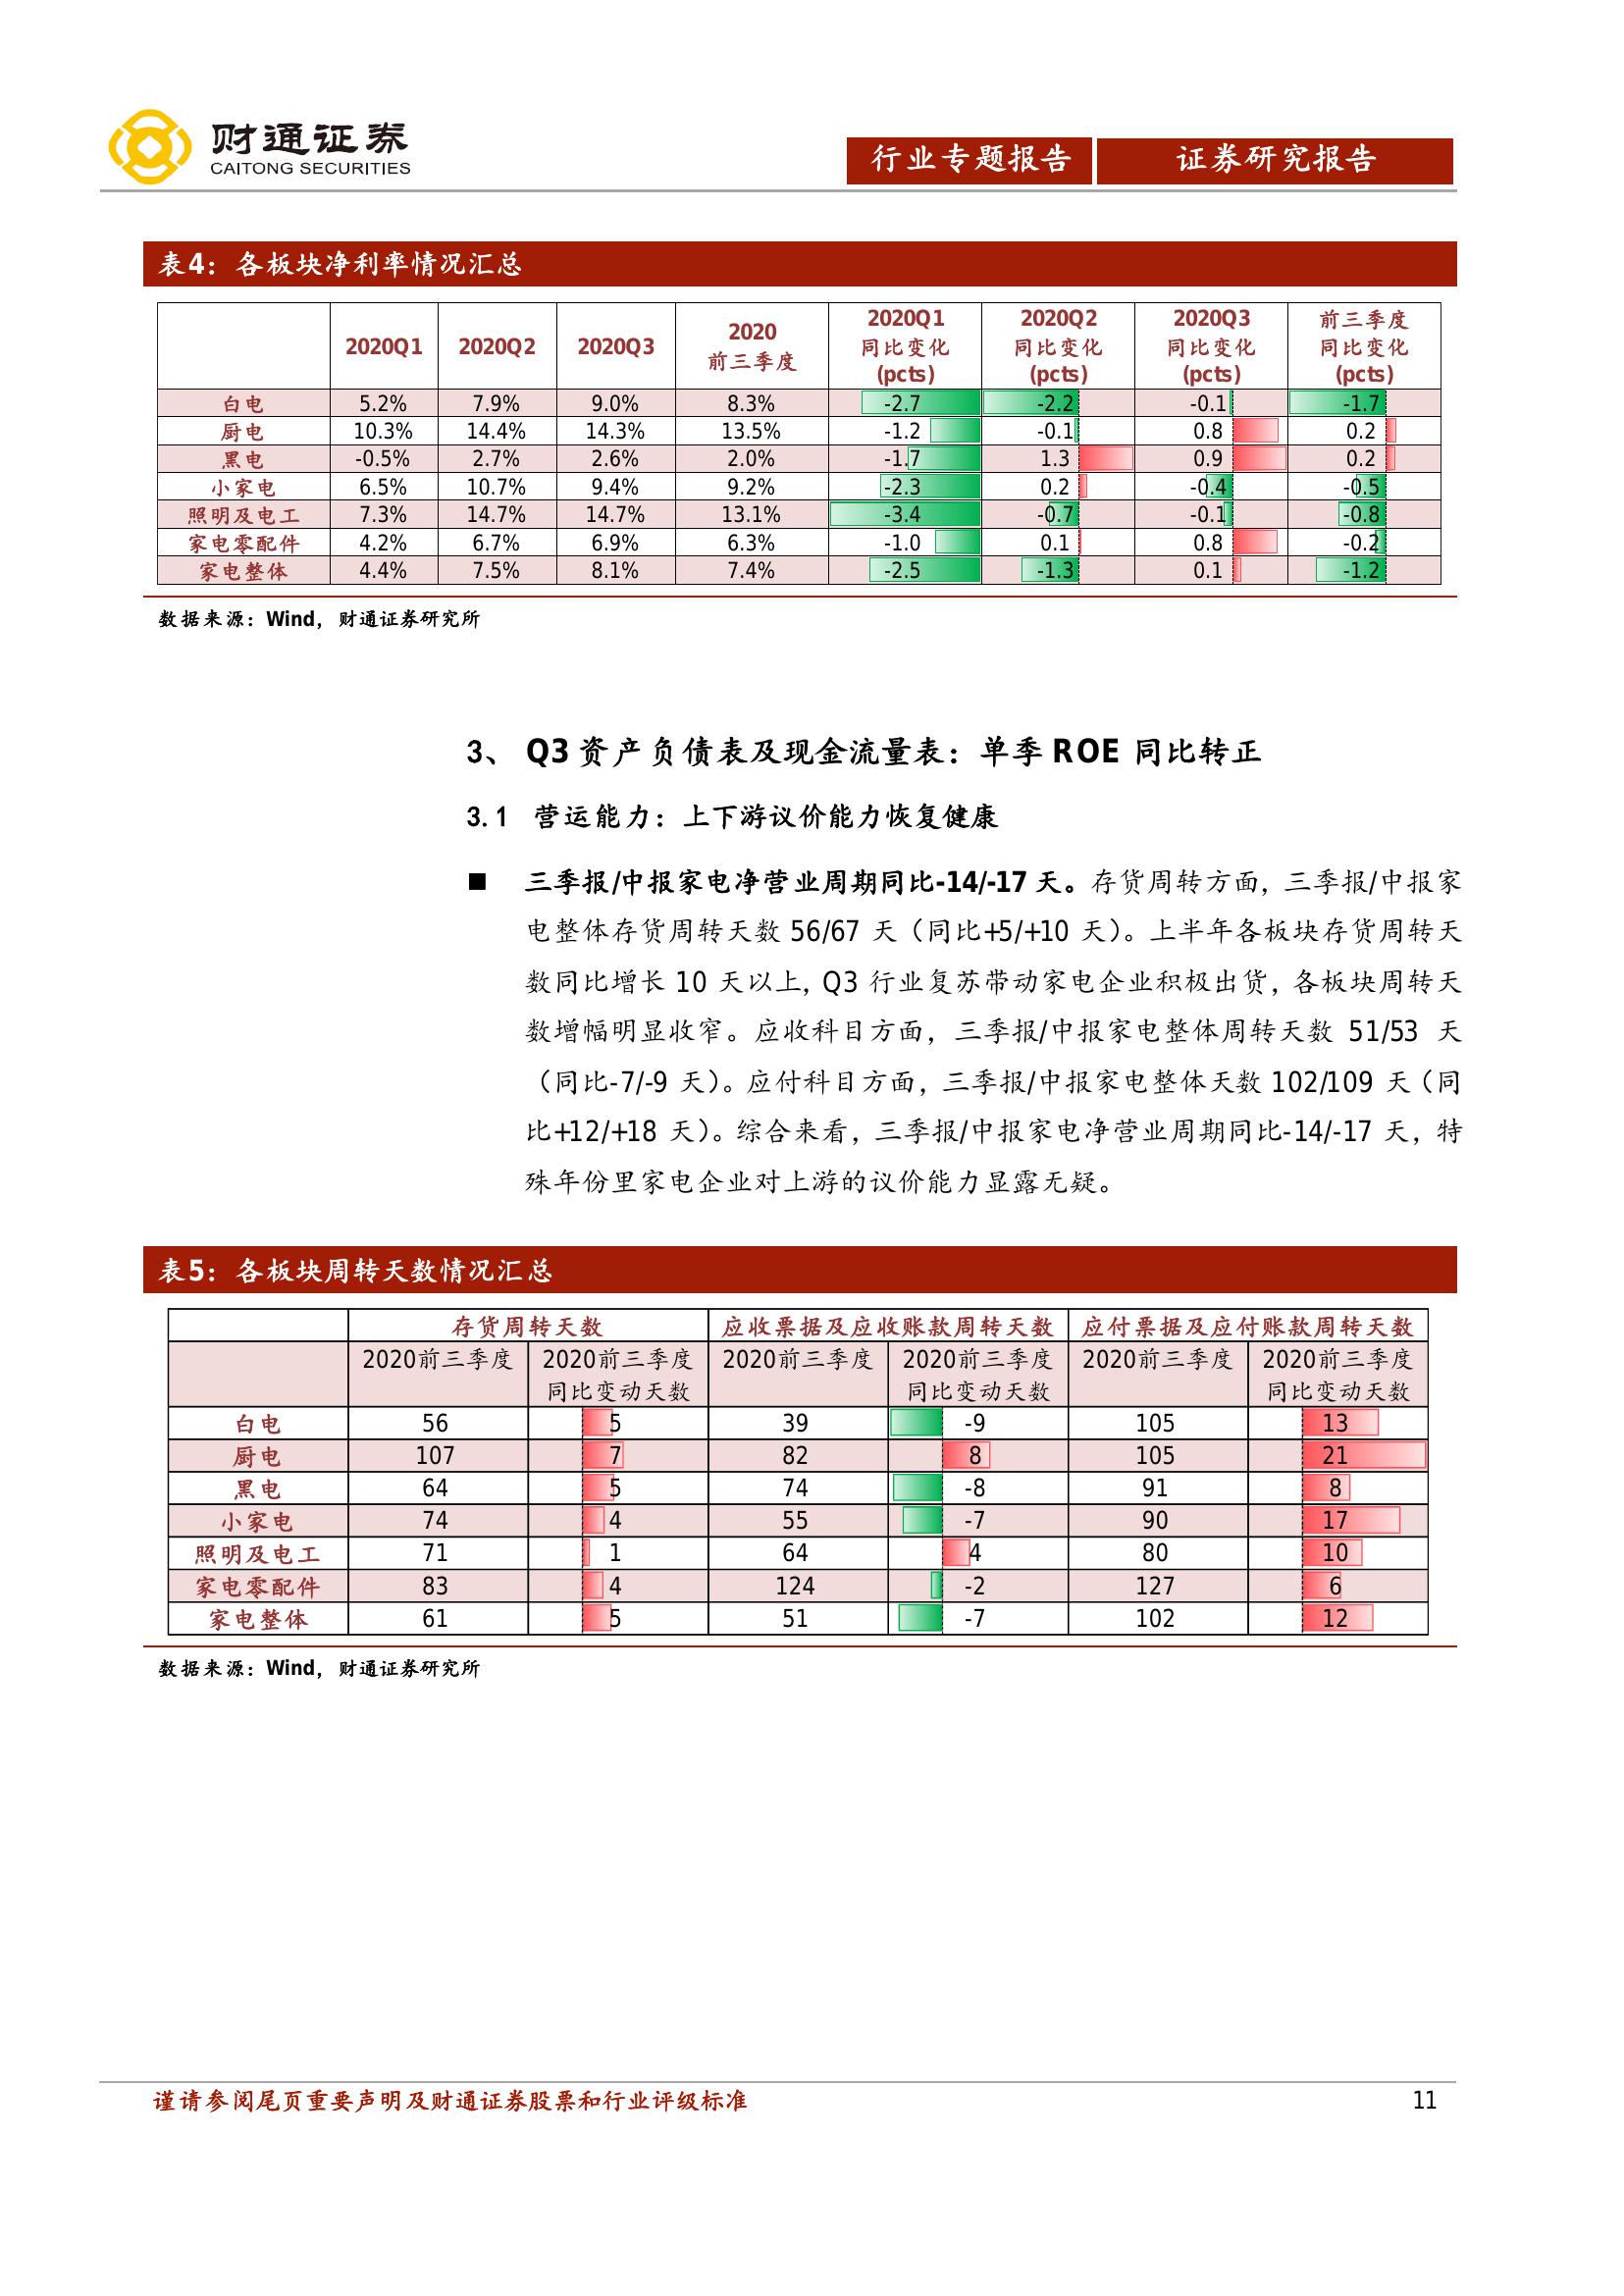 财通证券
CAITONG SECURITIES
行业专题报告 证券研究报告
表4：各板块净利率情况汇总
2020Q1 2020Q2 2020Q3 2020前三季度 2020Q1同比变化(pcts) 2020Q2同比变化(pcts) 2020Q3同比变化(pcts) 前三季度同比变化(pcts)
白电 5.2% 7.9% 9.0% 8.3% -2.7 -2.2 -0.1 -1.7
厨电 10.3% 14.4% 14.3% 13.5% -1.2 -0.1 0.8 0.2
黑电 -0.5% 2.7% 2.6% 2.0% -1.7 1.3 0.9 0.2
小家电 6.5% 10.7% 9.4% 9.2% -2.3 0.2 -0.4 -0.5
照明及电工 7.3% 14.7% 14.7% 13.1% -3.4 -0.7 -0.1 -0.8
家电零配件 4.2% 6.7% 6.9% 6.3% -1.0 0.1 0.8 -0.2
家电整体 4.4% 7.5% 8.1% 7.4% -2.5 -1.3 0.1 -1.2
数据来源：Wind，财通证券研究所
3、 Q3 资产负债表及现金流量表：单季 ROE 同比转正
3.1 营运能力：上下游议价能力恢复健康
■ 三季报/中报家电净营业周期同比-14/-17 天。存货周转方面，三季报/中报家
电整体存货周转天数 56/67 天（同比+5/+10 天）。上半年各板块存货周转天
数同比增长 10 天以上，Q3 行业复苏带动家电企业积极出货，各板块周转天
数增幅明显收窄。应收科目方面，三季报/中报家电整体周转天数 51/53 天
（同比-7/-9 天）。应付科目方面，三季报/中报家电整体天数 102/109 天（同
比+12/+18 天）。综合来看，三季报/中报家电净营业周期同比-14/-17 天，特
殊年份里家电企业对上游的议价能力显露无疑。
表5：各板块周转天数情况汇总
存货周转天数 应收票据及应收账款周转天数 应付票据及应付账款周转天数
2020前三季度 2020前三季度同比变动天数 2020前三季度 2020前三季度同比变动天数 2020前三季度 2020前三季度同比变动天数
白电 56 5 39 -9 105 13
厨电 107 7 82 8 105 21
黑电 64 5 74 -8 91 8
小家电 74 4 55 -7 90 17
照明及电工 71 1 64 4 80 10
家电零配件 83 4 124 -2 127 6
家电整体 61 5 51 -7 102 12
数据来源：Wind，财通证券研究所
谨请参阅尾页重要声明及财通证券股票和行业评级标准 11